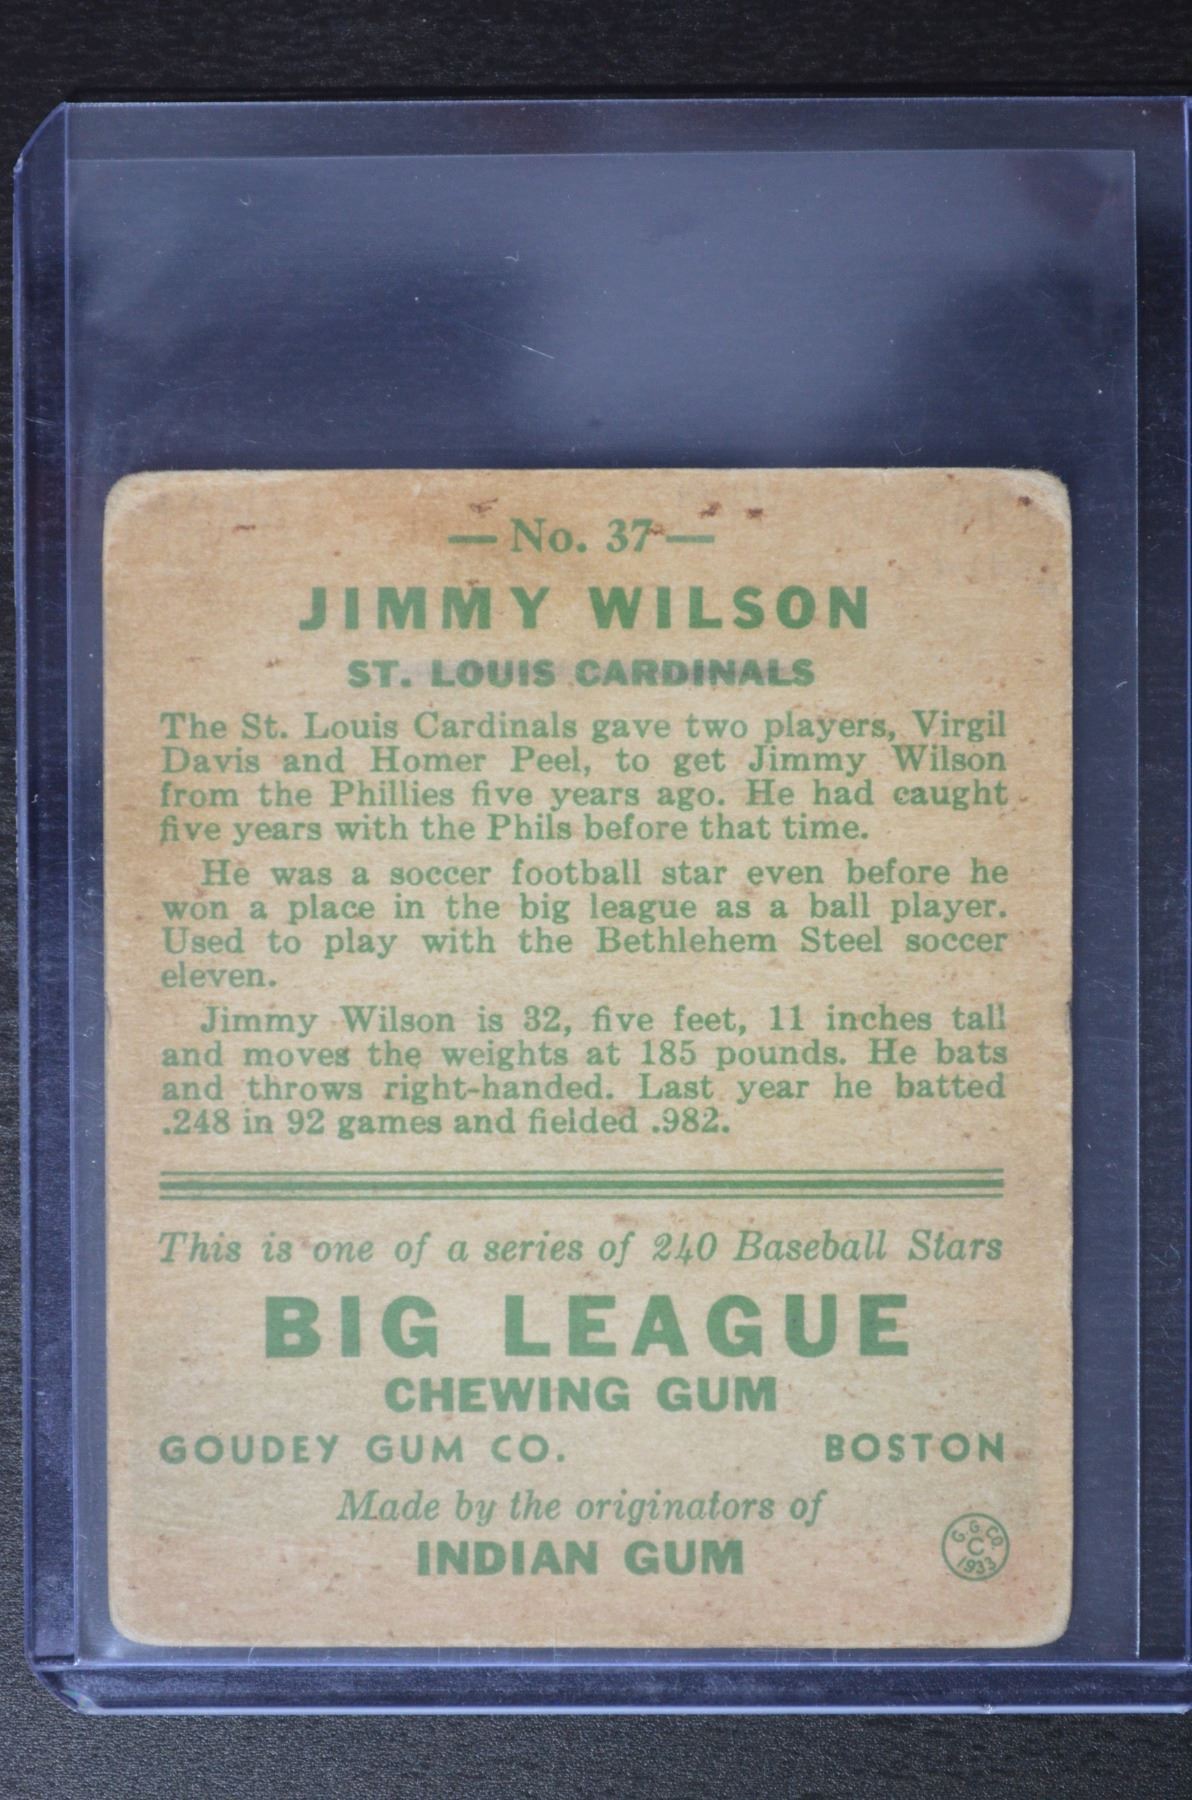 — No. 37 —
JIMMY WILSON
ST. LOUIS CARDINALS
The St. Louis Cardinals gave two players, Virgil
Davis and Homer Peel, to get Jimmy Wilson
from the Phillies five years ago. He had caught
five years with the Phils before that time.
He was a soccer football star even before he
won a place in the big league as a ball player.
Used to play with the Bethlehem Steel soccer
eleven.
Jimmy Wilson is 32, five feet, 11 inches tall
and moves the weights at 185 pounds. He bats
and throws right-handed. Last year he batted
.248 in 92 games and fielded .982.
This is one of a series of 240 Baseball Stars
BIG LEAGUE
CHEWING GUM
GOUDEY GUM CO. BOSTON
Made by the originators of
INDIAN GUM
G. G. CO.
C
1933